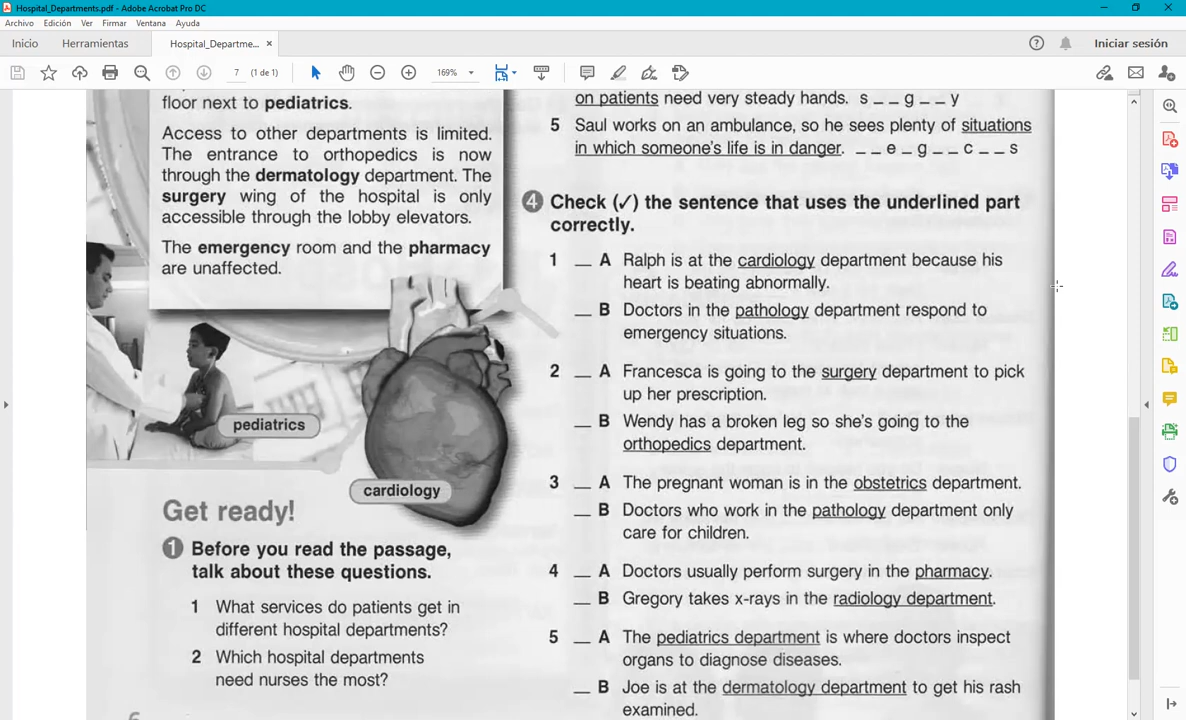 Hospital_Departments.pdf - Adobe Acrobat Pro DC
Archivo Edición Ver Firmar Ventana Ayuda
Inicio Herramientas Hospital_Departme... × Iniciar sesión
7 (1 de 1) 169%
floor next to pediatrics.
Access to other departments is limited.
The entrance to orthopedics is now
through the dermatology department. The
surgery wing of the hospital is only
accessible through the lobby elevators.
The emergency room and the pharmacy
are unaffected.
pediatrics
cardiology
Get ready!
1 Before you read the passage,
talk about these questions.
1 What services do patients get in
different hospital departments?
2 Which hospital departments
need nurses the most?
on patients need very steady hands. s _ _ g _ _ y
5 Saul works on an ambulance, so he sees plenty of situations
in which someone's life is in danger. _ _ e _ g _ _ c _ _ s
4 Check (✓) the sentence that uses the underlined part
correctly.
1 _ A Ralph is at the cardiology department because his
heart is beating abnormally.
_ B Doctors in the pathology department respond to
emergency situations.
2 _ A Francesca is going to the surgery department to pick
up her prescription.
_ B Wendy has a broken leg so she's going to the
orthopedics department.
3 _ A The pregnant woman is in the obstetrics department.
_ B Doctors who work in the pathology department only
care for children.
4 _ A Doctors usually perform surgery in the pharmacy.
_ B Gregory takes x-rays in the radiology department.
5 _ A The pediatrics department is where doctors inspect
organs to diagnose diseases.
_ B Joe is at the dermatology department to get his rash
examined.